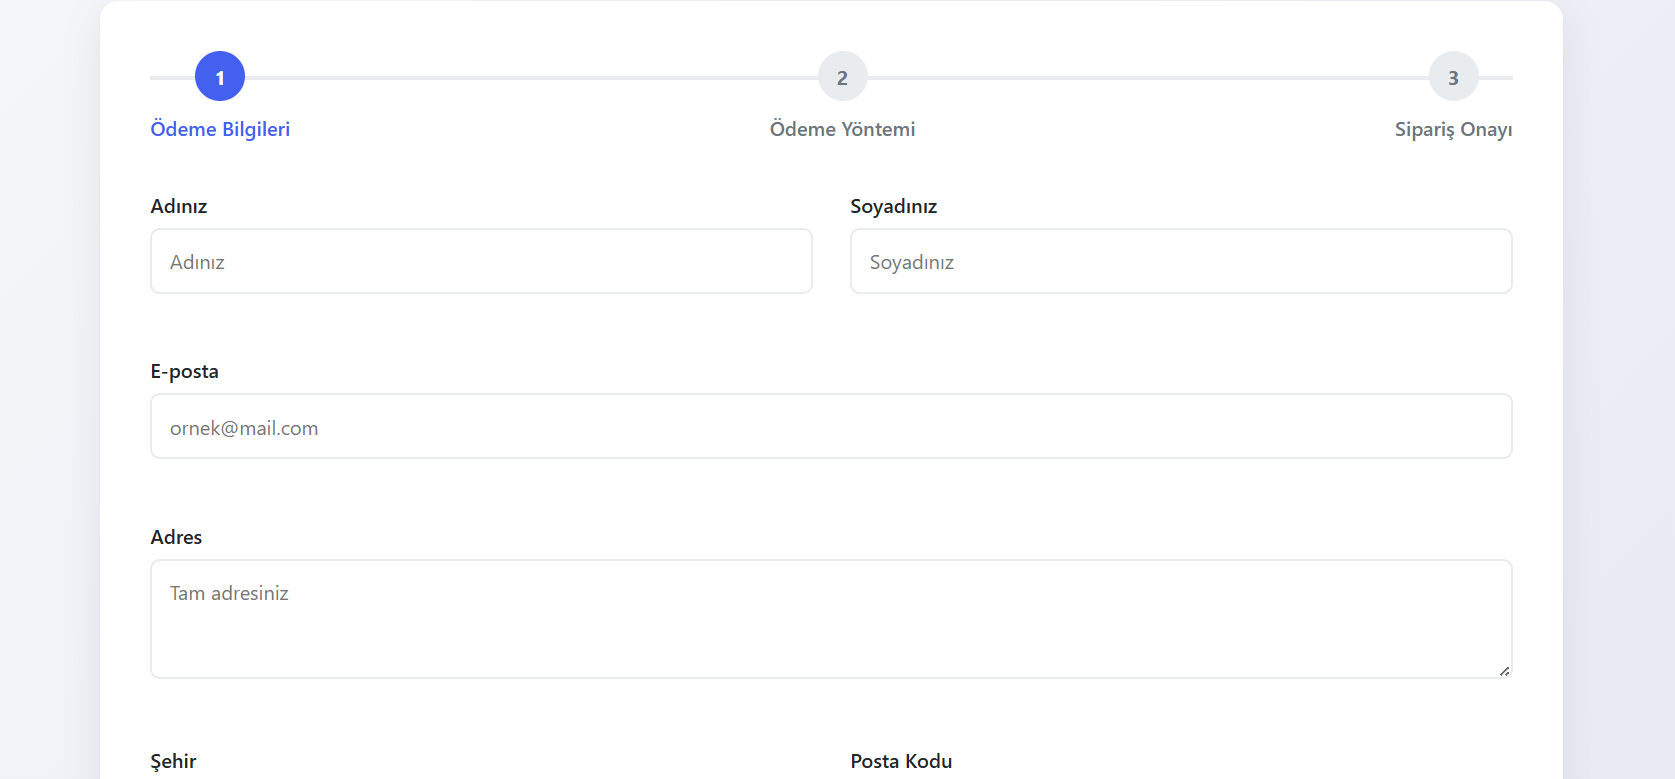 1 2 3
Ödeme Bilgileri Ödeme Yöntemi Sipariş Onayı
Adınız Soyadınız
Adınız Soyadınız
E-posta
ornek@mail.com
Adres
Tam adresiniz
Şehir Posta Kodu